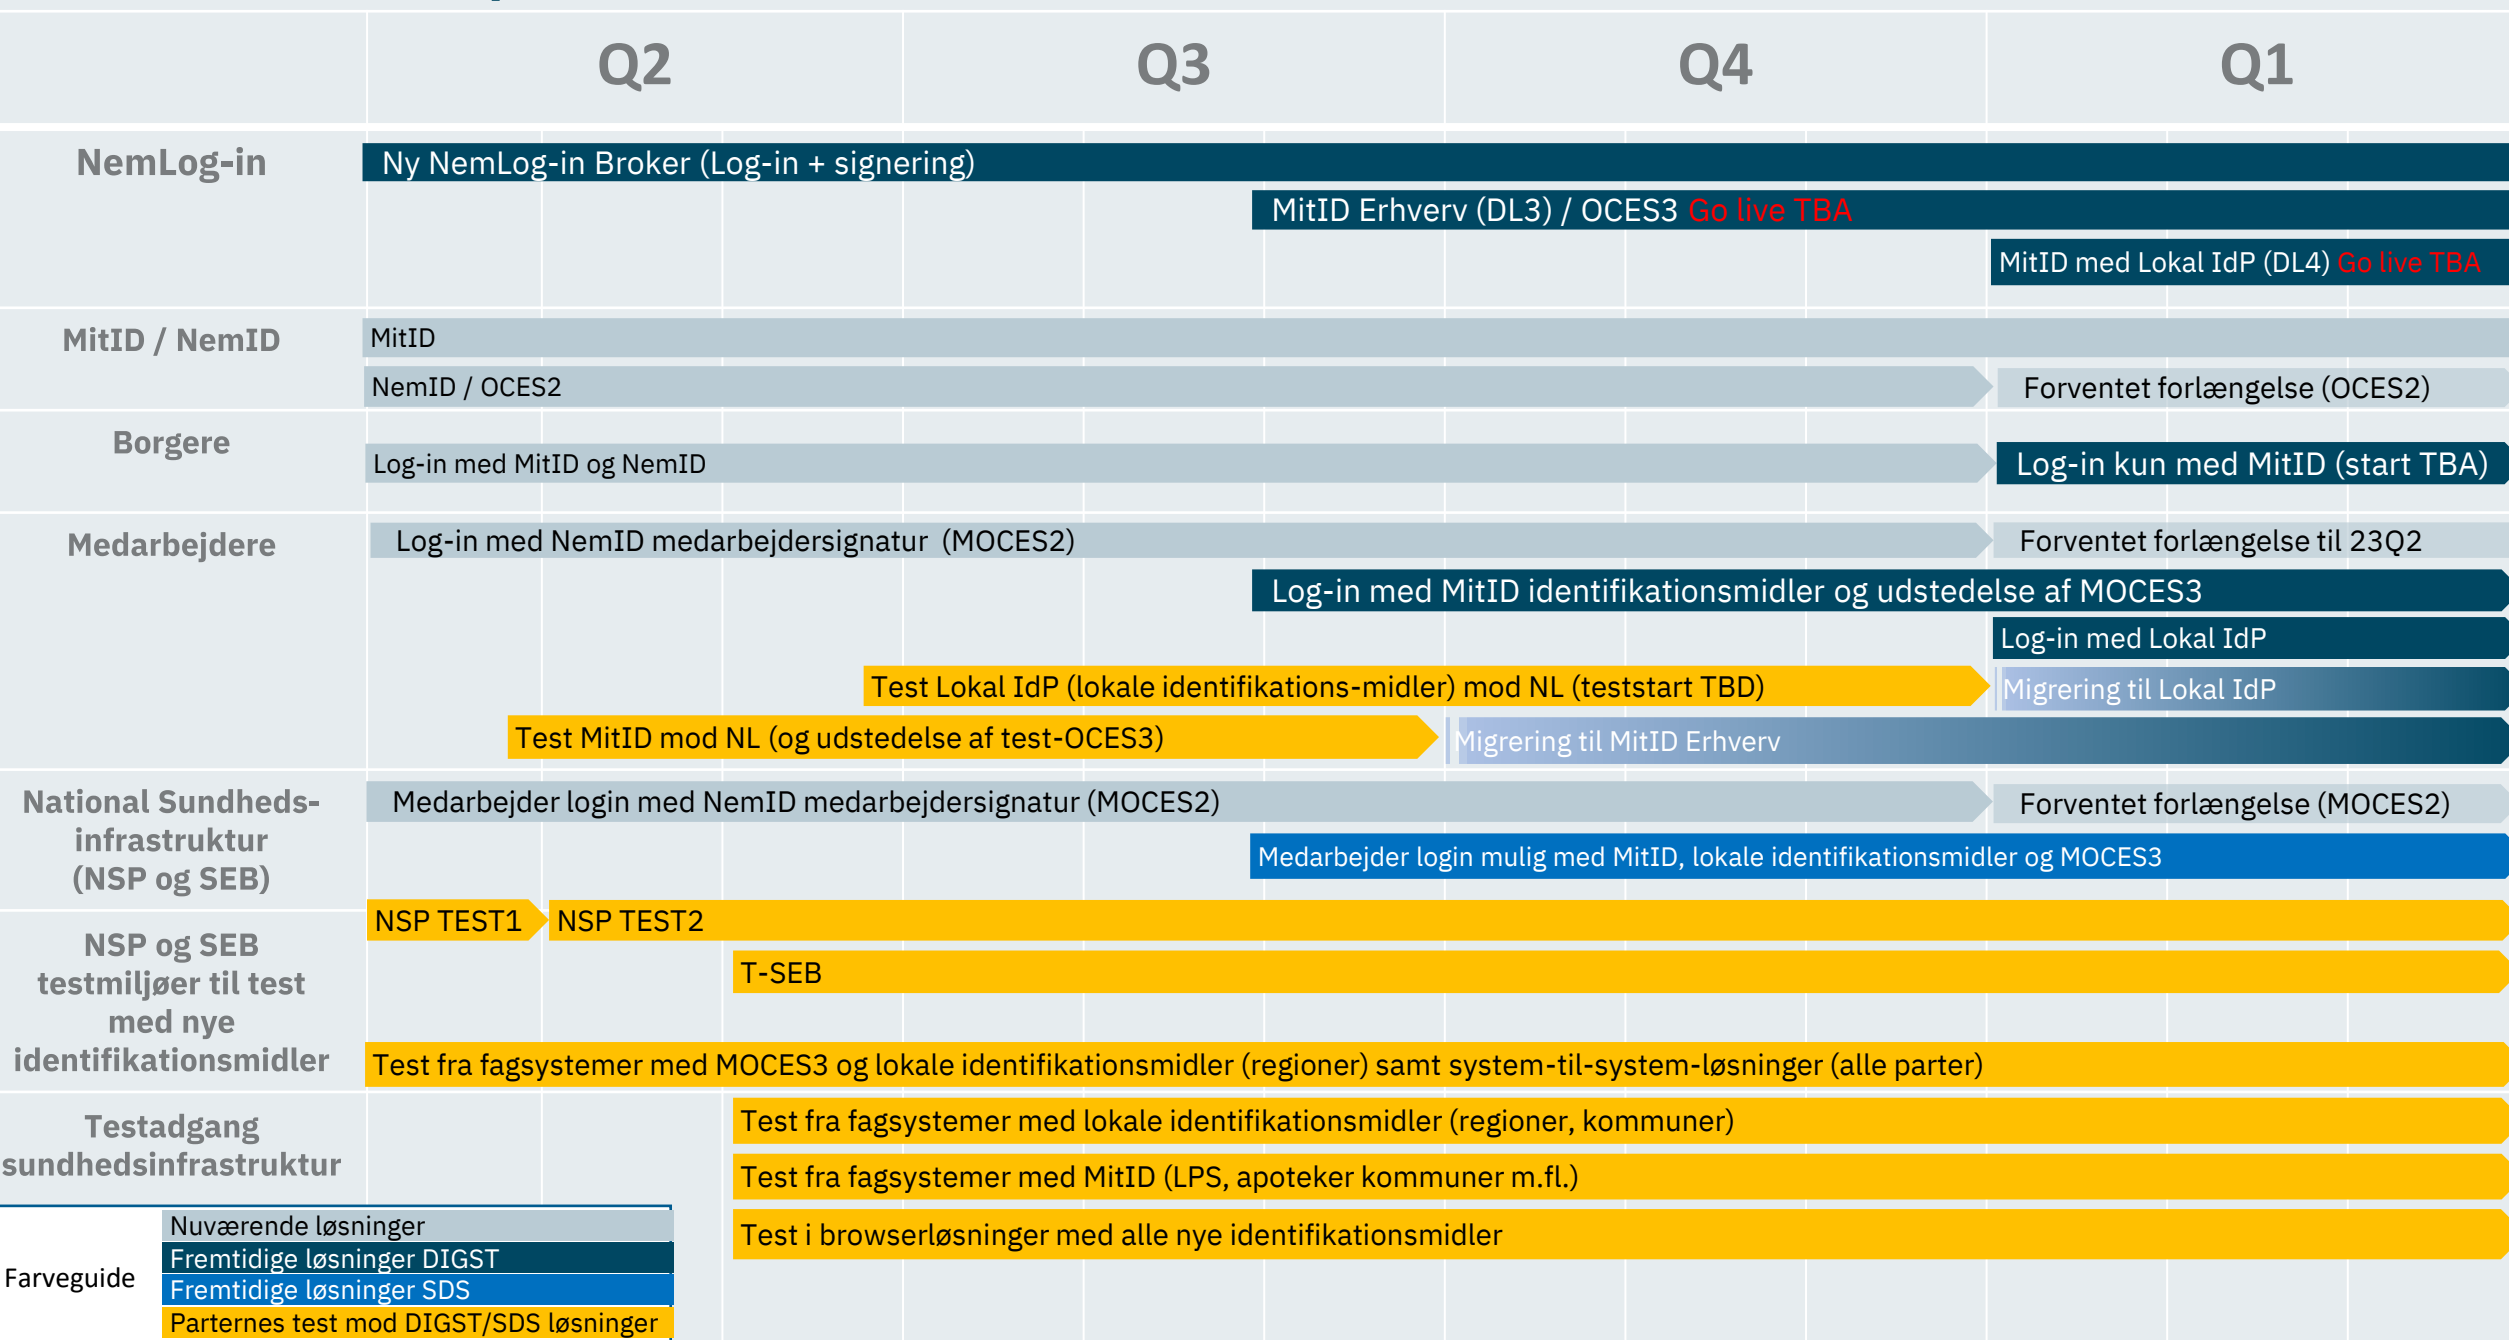 Q2 Q3 Q4 Q1
NemLog-in
Ny NemLog-in Broker (Log-in + signering)
MitID Erhverv (DL3) / OCES3 Go live TBA
MitID med Lokal IdP (DL4) Go live TBA
MitID / NemID
MitID
NemID / OCES2
Forventet forlængelse (OCES2)
Borgere
Log-in med MitID og NemID
Log-in kun med MitID (start TBA)
Medarbejdere
Log-in med NemID medarbejdersignatur (MOCES2)
Forventet forlængelse til 23Q2
Log-in med MitID identifikationsmidler og udstedelse af MOCES3
Log-in med Lokal IdP
Test Lokal IdP (lokale identifikations-midler) mod NL (teststart TBD)
Migrering til Lokal IdP
Test MitID mod NL (og udstedelse af test-OCES3)
Migrering til MitID Erhverv
National Sundheds-
infrastruktur
(NSP og SEB)
Medarbejder login med NemID medarbejdersignatur (MOCES2)
Forventet forlængelse (MOCES2)
Medarbejder login mulig med MitID, lokale identifikationsmidler og MOCES3
NSP og SEB
testmiljøer til test
med nye
identifikationsmidler
NSP TEST1
NSP TEST2
T-SEB
Test fra fagsystemer med MOCES3 og lokale identifikationsmidler (regioner) samt system-til-system-løsninger (alle parter)
Testadgang
sundhedsinfrastruktur
Test fra fagsystemer med lokale identifikationsmidler (regioner, kommuner)
Test fra fagsystemer med MitID (LPS, apoteker kommuner m.fl.)
Test i browserløsninger med alle nye identifikationsmidler
Farveguide
Nuværende løsninger
Fremtidige løsninger DIGST
Fremtidige løsninger SDS
Parternes test mod DIGST/SDS løsninger